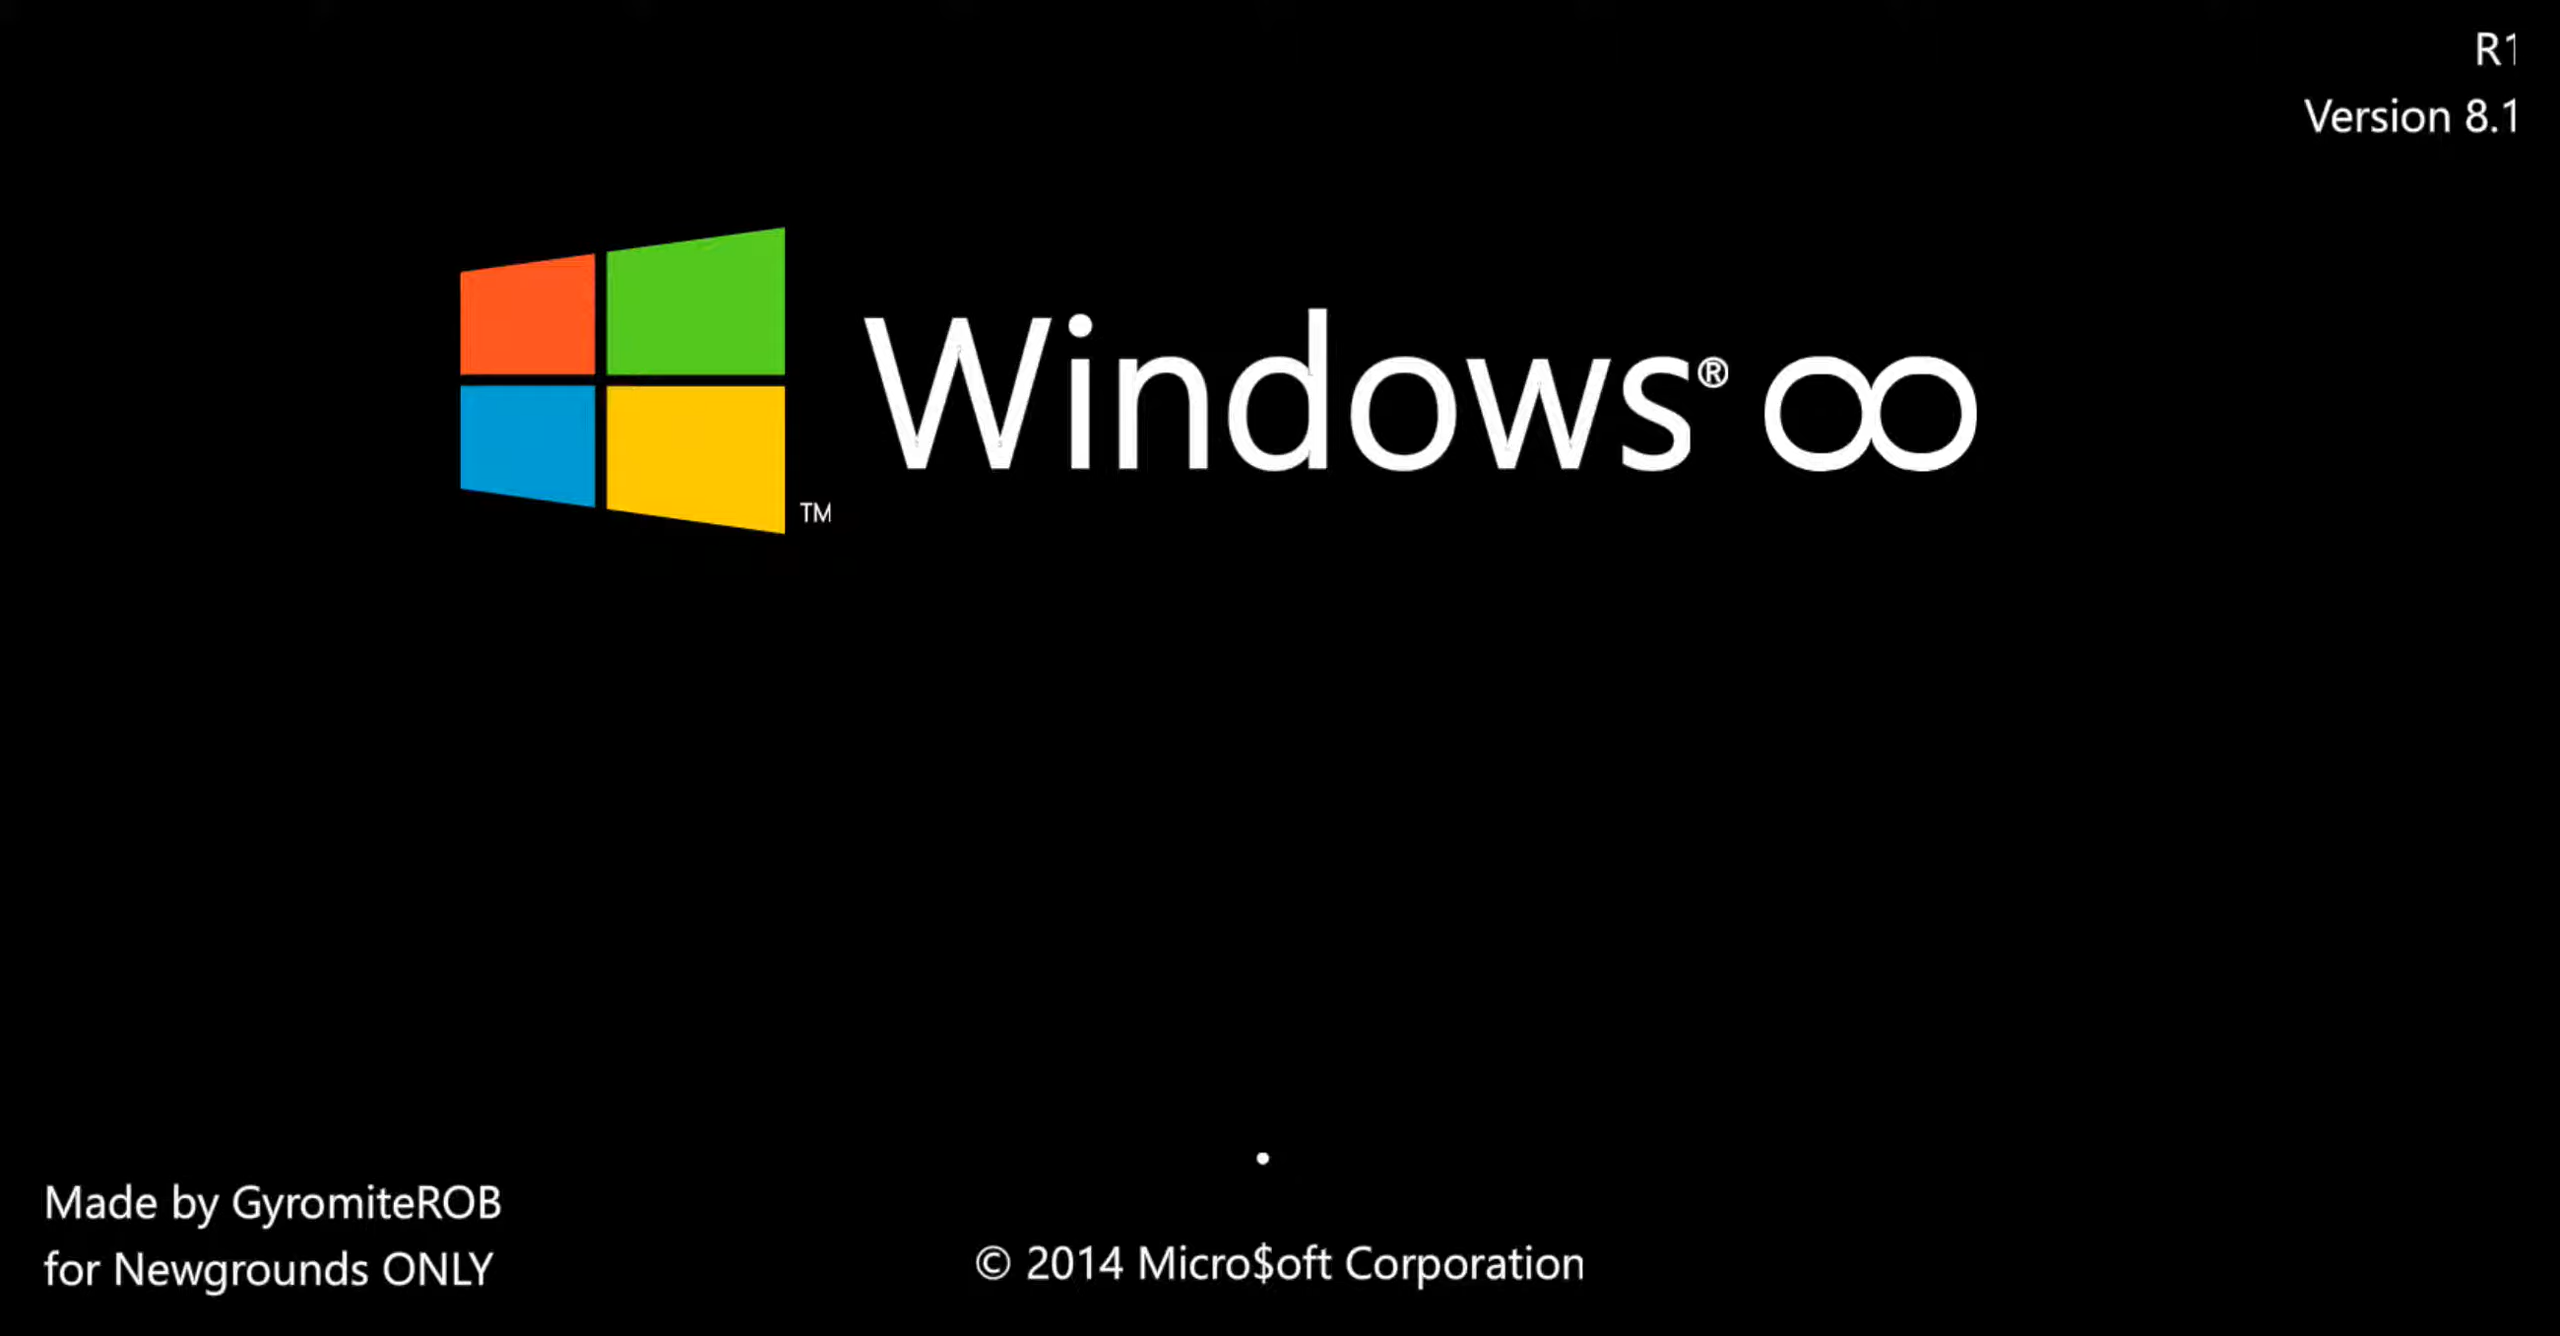 R1
Version 8.1
Windows® ∞
TM
Made by GyromiteROB
for Newgrounds ONLY
© 2014 Micro$oft Corporation